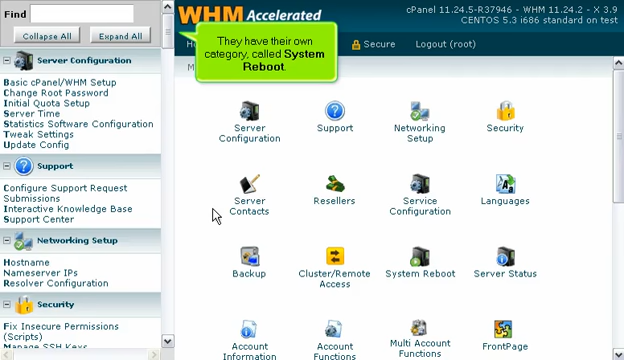 Find
Collapse All
Expand All
WHM Accelerated
cPanel 11.24.5-R37946 - WHM 11.24.2 - X 3.9
CENTOS 5.3 i686 standard on test
Secure
Logout (root)
They have their own
category, called System
Reboot.
Server Configuration
Basic cPanel/WHM Setup
Change Root Password
Initial Quota Setup
Server Time
Statistics Software Configuration
Tweak Settings
Update Config
Support
Configure Support Request
Submissions
Interactive Knowledge Base
Support Center
Networking Setup
Hostname
Nameserver IPs
Resolver Configuration
Security
Fix Insecure Permissions
(Scripts)
Manage SSH Keys
Server
Configuration
Support
Networking
Setup
Security
Server
Contacts
Resellers
Service
Configuration
Languages
Backup
Cluster/Remote
Access
System Reboot
Server Status
Account
Information
Account
Functions
Multi Account
Functions
FrontPage